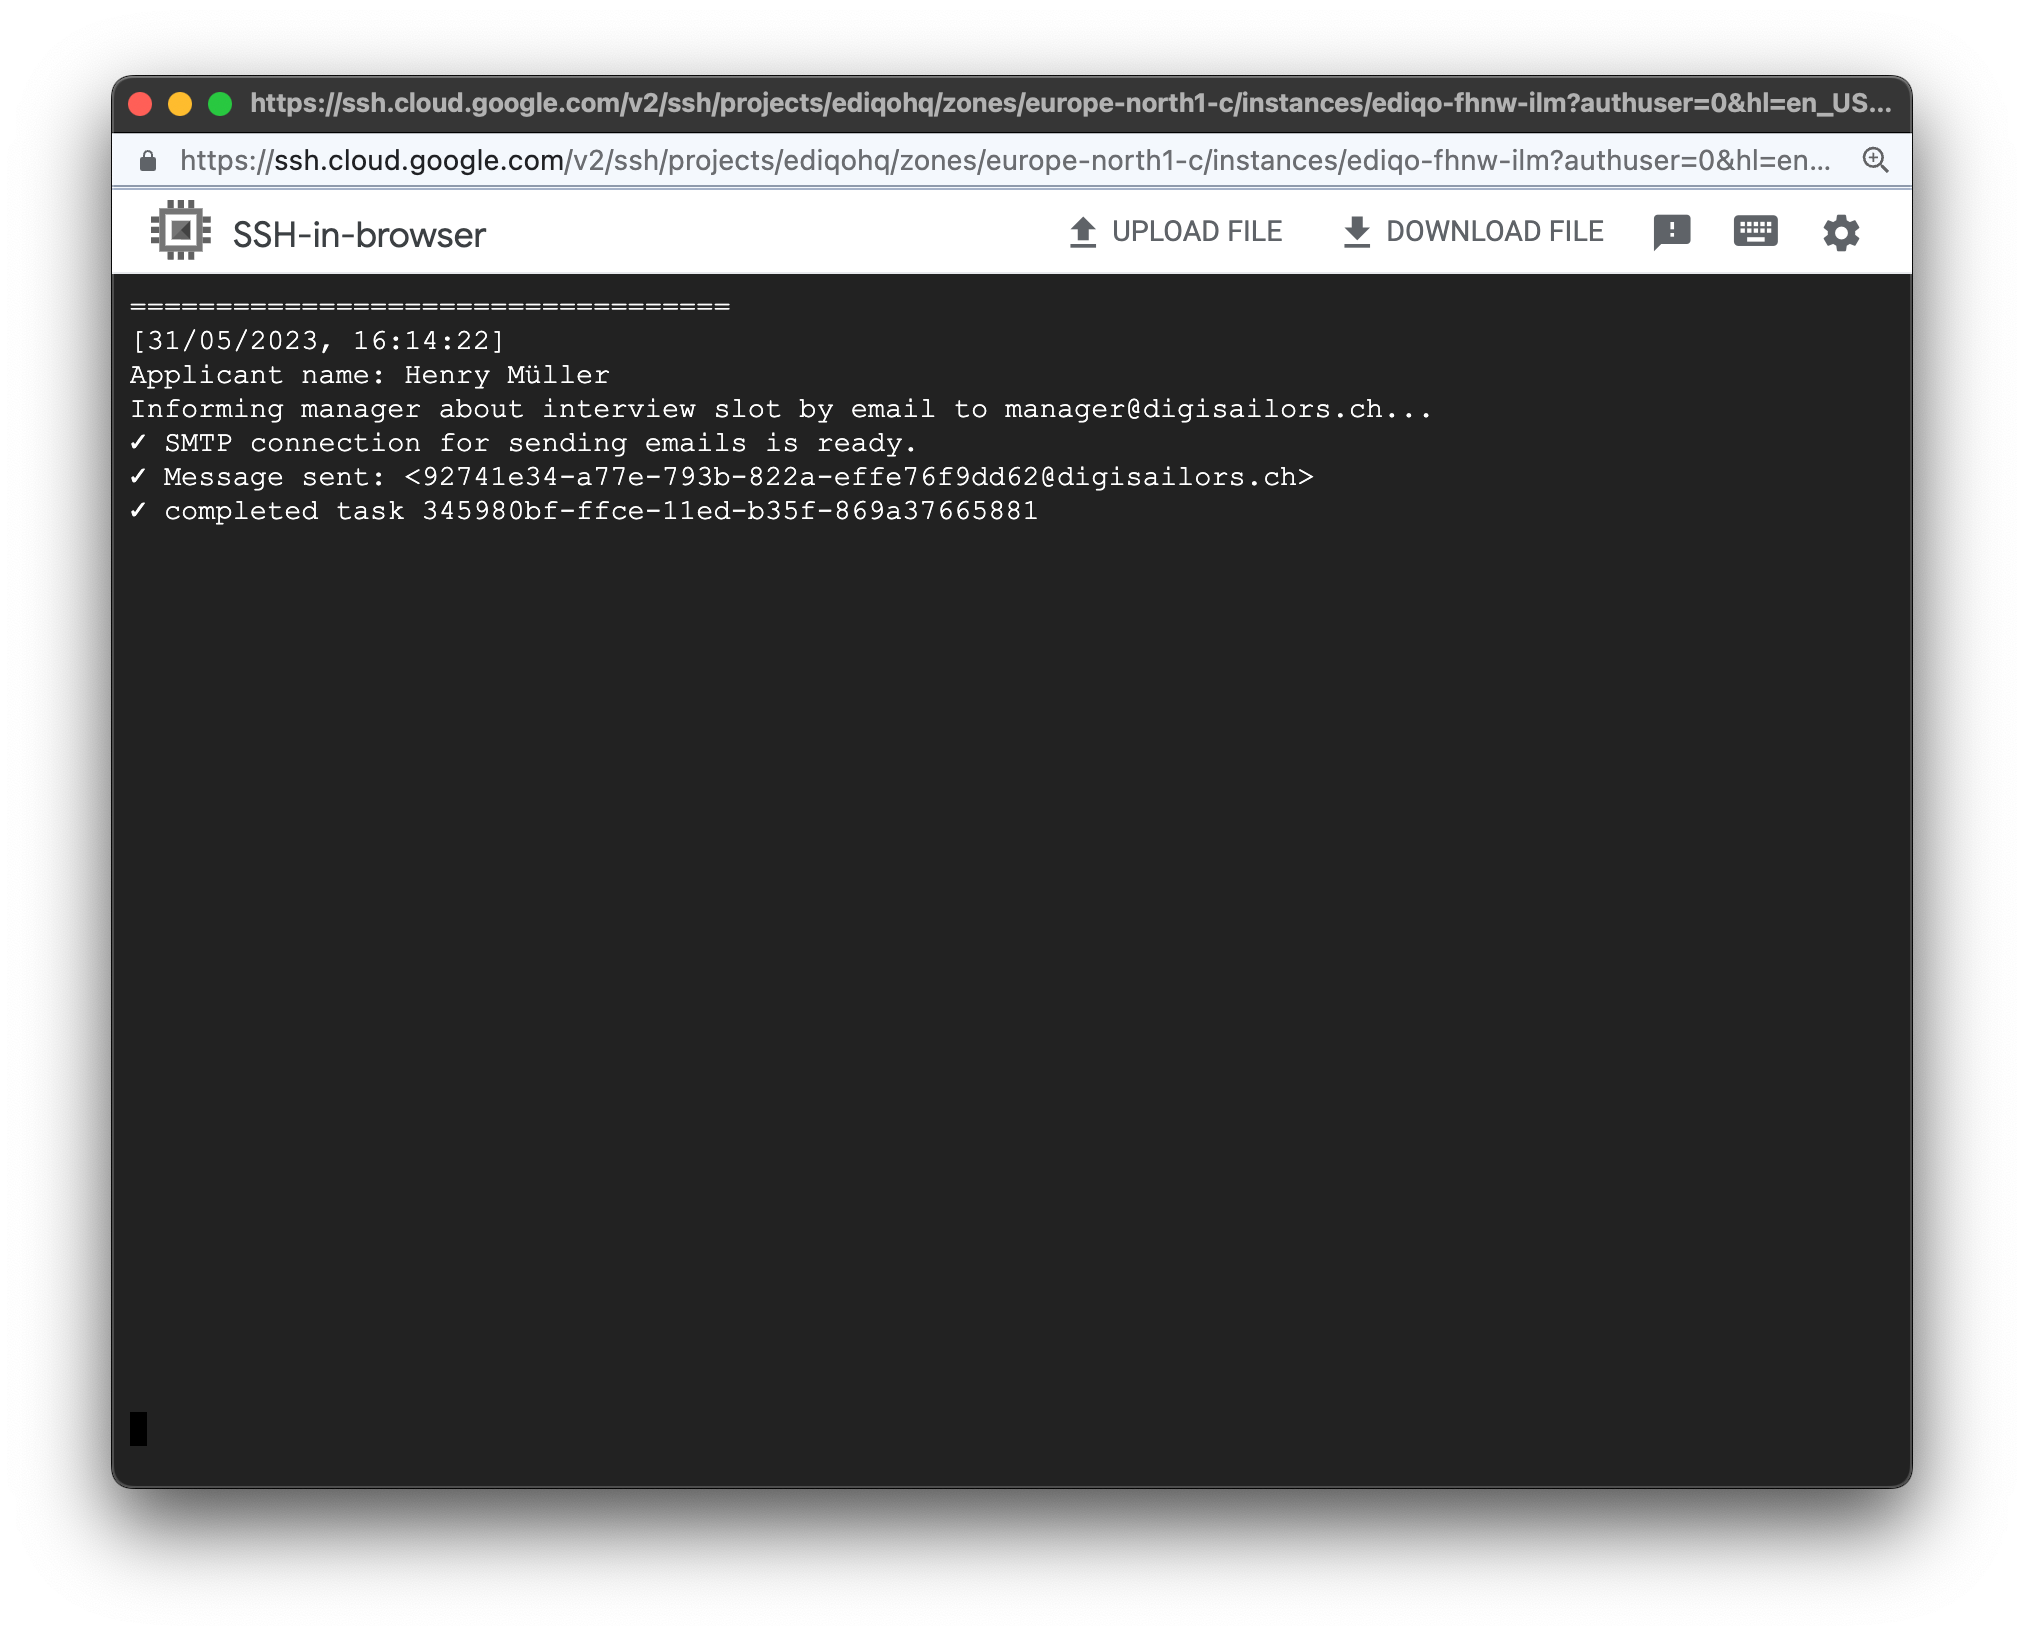 https://ssh.cloud.google.com/v2/ssh/projects/ediqohq/zones/europe-north1-c/instances/ediqo-fhnw-ilm?authuser=0&hl=en_US...
https://ssh.cloud.google.com/v2/ssh/projects/ediqohq/zones/europe-north1-c/instances/ediqo-fhnw-ilm?authuser=0&hl=en...
SSH-in-browser UPLOAD FILE DOWNLOAD FILE
===================================
[31/05/2023, 16:14:22]
Applicant name: Henry Müller
Informing manager about interview slot by email to manager@digisailors.ch...
✓ SMTP connection for sending emails is ready.
✓ Message sent: <92741e34-a77e-793b-822a-effe76f9dd62@digisailors.ch>
✓ completed task 345980bf-ffce-11ed-b35f-869a37665881